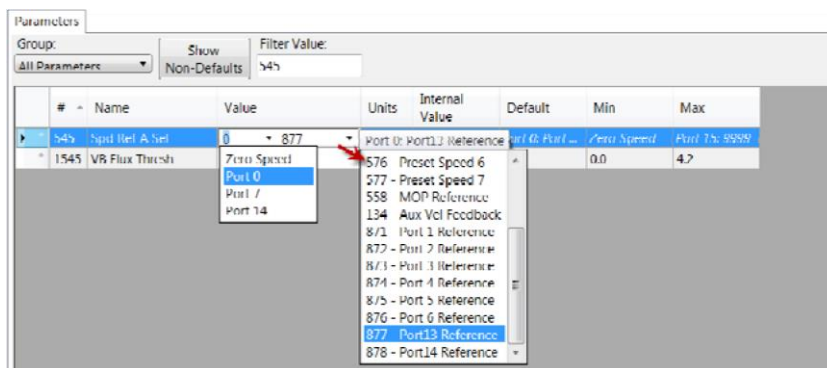 Parameters
Group:
Show Non-Defaults
Filter Value:
All Parameters
545
# Name Value Units Internal Value Default Min Max
545 Spd Ref A Sel 0 877 Port 0: Port13 Reference Zero Speed Port 15: 9999
1545 VB Flux Thresh 0.0 4.2
Zero Speed
Port 0
Port 7
Port 14
576 Preset Speed 6
577 - Preset Speed 7
558 MOP Reference
134 Aux Vel Feedback
871 Port 1 Reference
872 - Port 2 Reference
873 - Port 3 Reference
874 - Port 4 Reference
875 - Port 5 Reference
876 - Port 6 Reference
877 Port13 Reference
878 - Port14 Reference